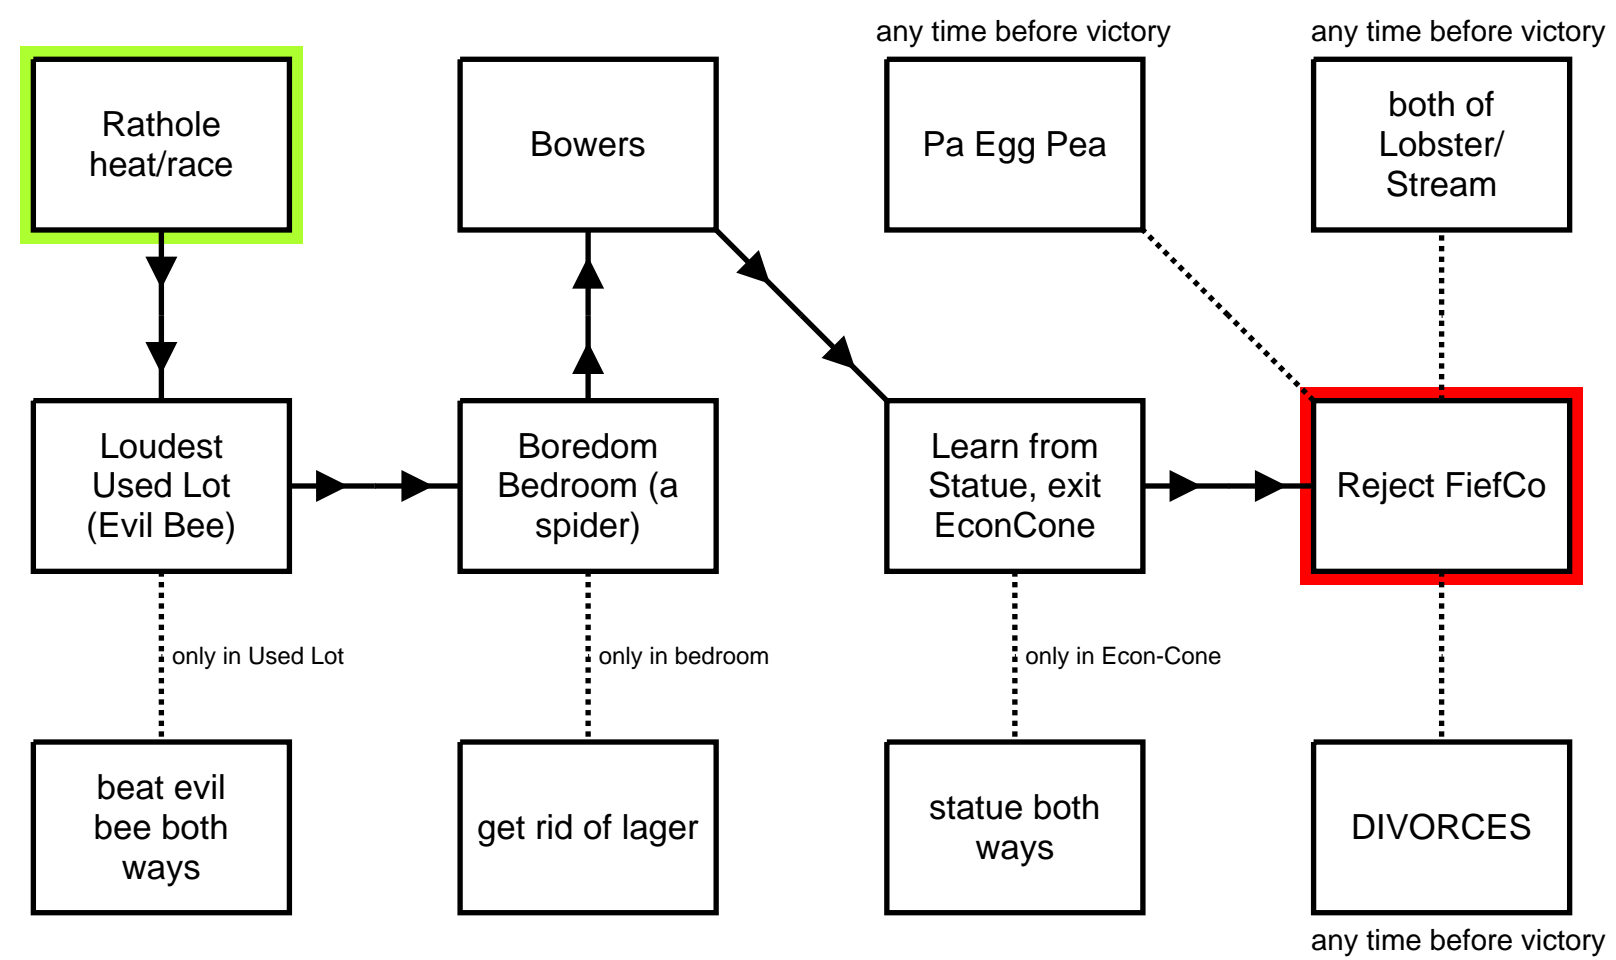 any time before victory
any time before victory
Rathole
heat/race
Bowers
Pa Egg Pea
both of
Lobster/
Stream
Loudest
Used Lot
(Evil Bee)
Boredom
Bedroom (a
spider)
Learn from
Statue, exit
EconCone
Reject FiefCo
only in Used Lot
only in bedroom
only in Econ-Cone
beat evil
bee both
ways
get rid of lager
statue both
ways
DIVORCES
any time before victory